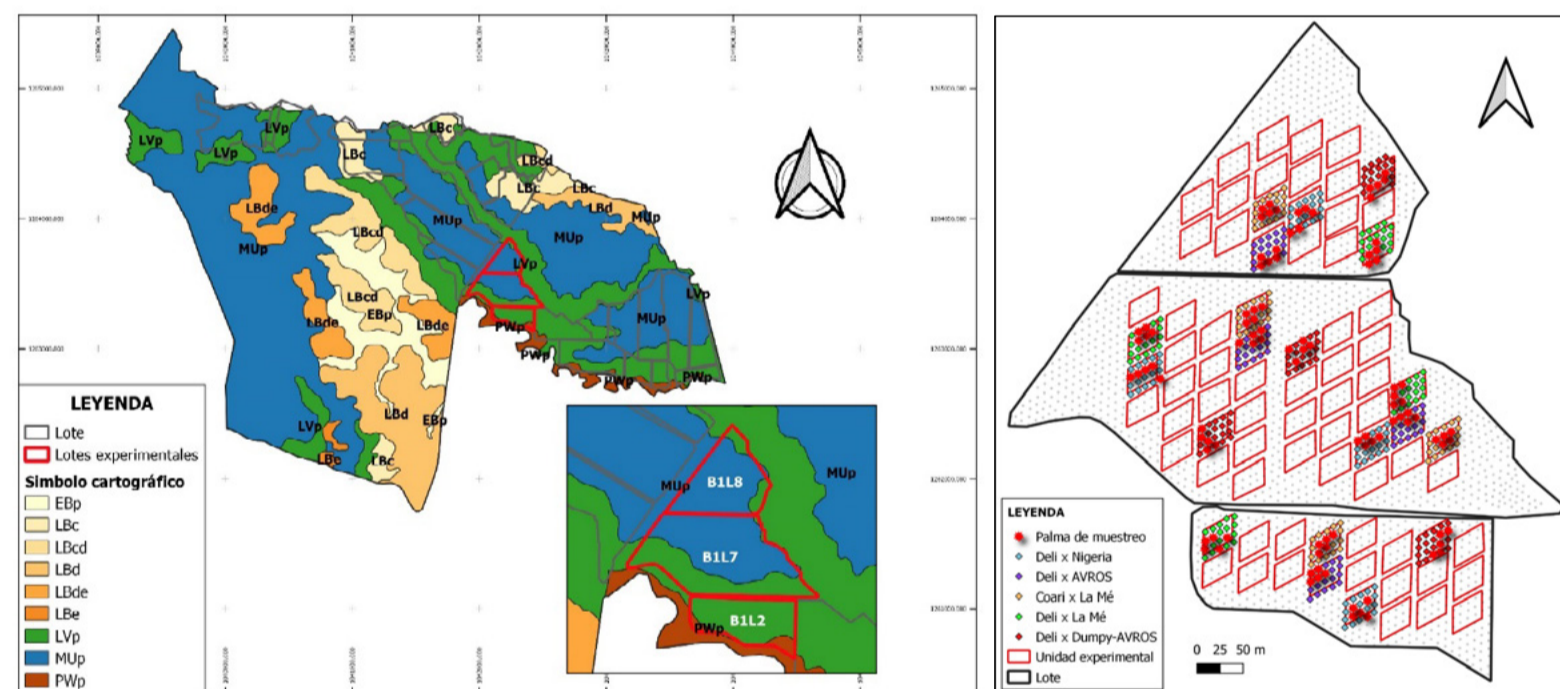 LVp
LVp
LVp
LBc
LBc
LBcd
LBc
LBc
LBd
MUp
LBde
MUp
LBcd
MUp
MUp
LVp
LBcd
EBp
LBde
LBde
LVp
MUp
PWp
PWp
PWp
PWp
LBd
EBp
LVp
LBe
LBc
LEYENDA
Lote
Lotes experimentales
Simbolo cartográfico
EBp
LBc
LBcd
LBd
LBde
LBe
LVp
MUp
PWp
MUp
B1L8
MUp
B1L7
B1L2
PWp
LEYENDA
Palma de muestreo
Deli x Nigeria
Deli x AVROS
Coari x La Mé
Deli x La Mé
Deli x Dumpy-AVROS
Unidad experimental
Lote
0 25 50 m